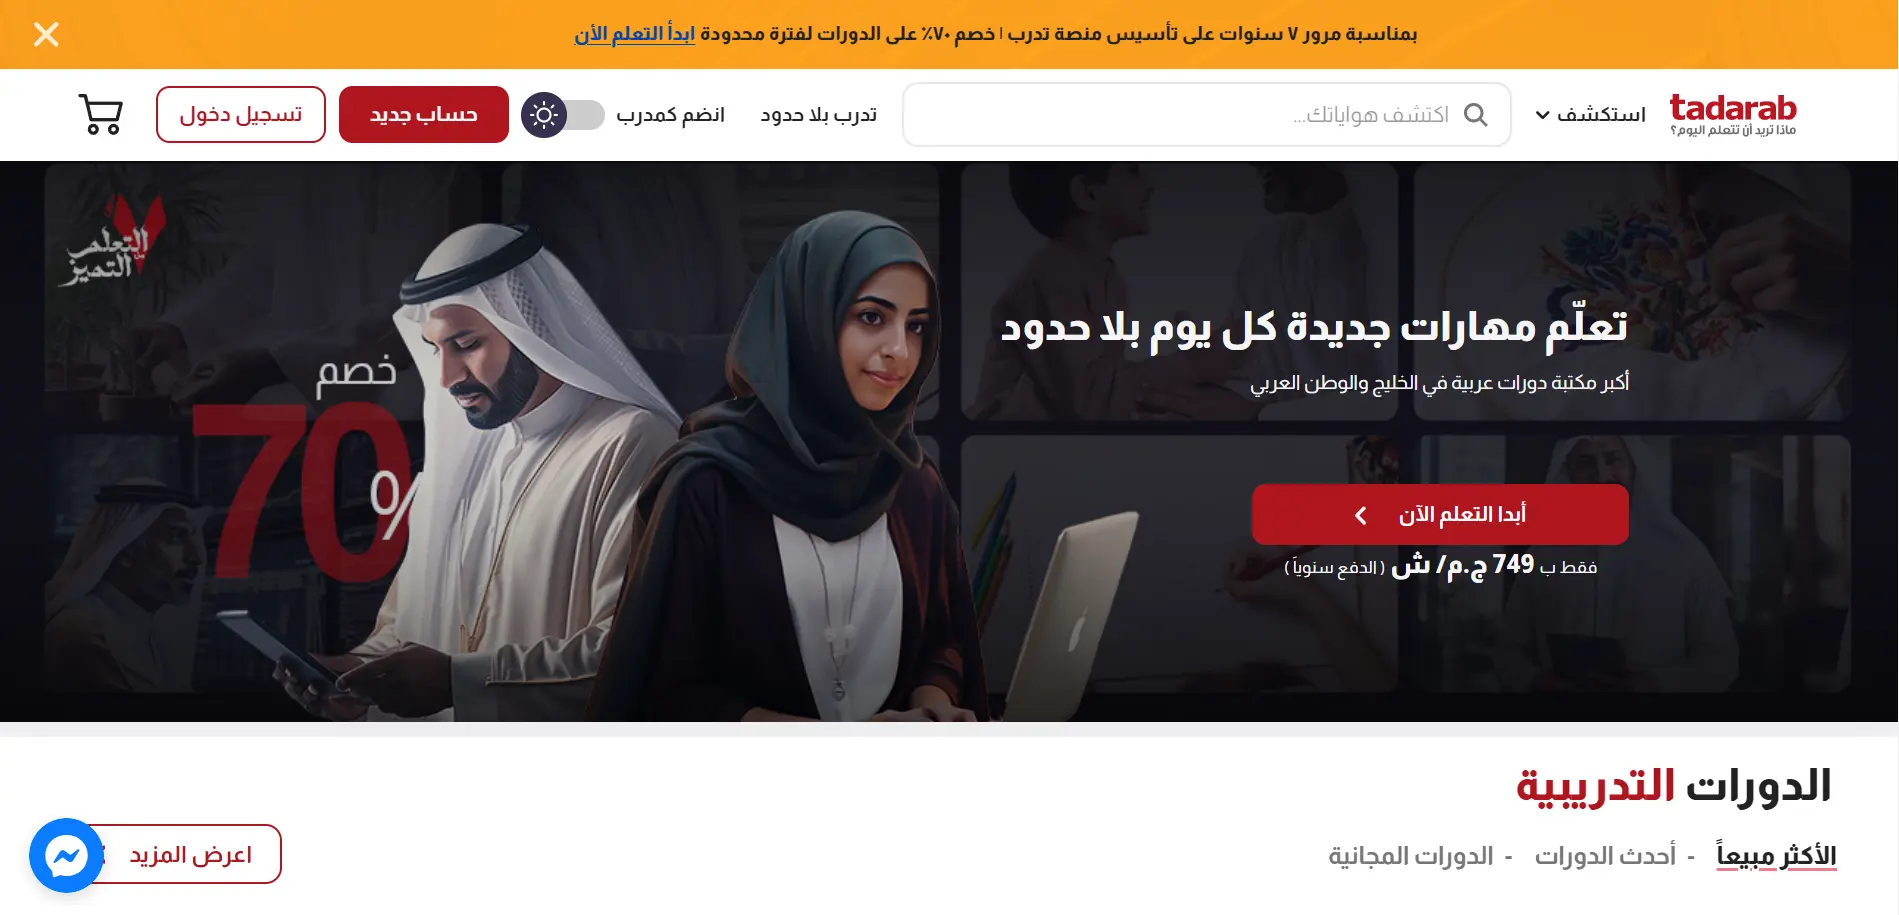 بمناسبة مرور ٧ سنوات على تأسيس منصة تدرب | خصم ٧٠٪ على الدورات لفترة محدودة ابدأ التعلم الآن
tadarab
ماذا تريد أن تتعلم اليوم؟
استكشف
اكتشف هواياتك...
تدرب بلا حدود
انضم كمدرب
حساب جديد
تسجيل دخول
٧
من التعلم
التميز
تعلّم مهارات جديدة كل يوم بلا حدود
أكبر مكتبة دورات عربية في الخليج والوطن العربي
خصم
70%
أبدا التعلم الآن
فقط ب 749 ج.م/ ش ( الدفع سنوياً )
الدورات التدريبية
الأكثر مبيعاً - أحدث الدورات - الدورات المجانية
اعرض المزيد